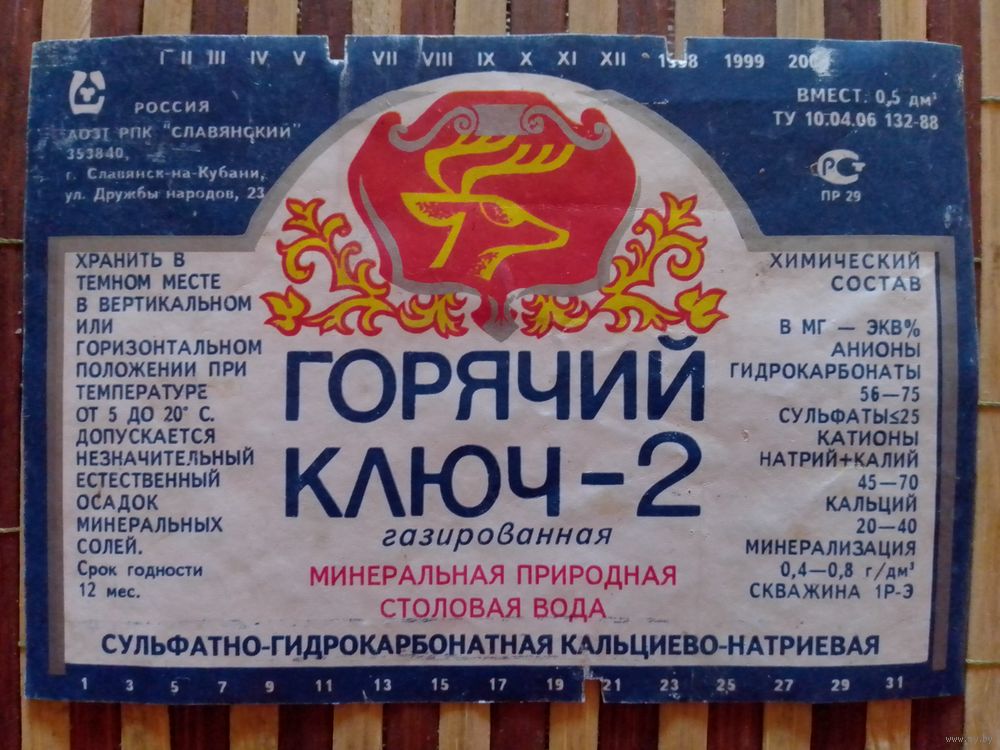 I II III IV V VII VIII IX X XI XII 1998 1999
РОССИЯ
АОЗТ РПК "СЛАВЯНСКИЙ"
353840,
г. Славянск-на-Кубани,
ул. Дружбы народов, 23
ВМЕСТ. 0,5 дм³
ТУ 10.04.06 132-88
РСТ
ПР 29
ХРАНИТЬ В
ТЕМНОМ МЕСТЕ
В ВЕРТИКАЛЬНОМ
ИЛИ
ГОРИЗОНТАЛЬНОМ
ПОЛОЖЕНИИ ПРИ
ТЕМПЕРАТУРЕ
ОТ 5 ДО 20° С.
ДОПУСКАЕТСЯ
НЕЗНАЧИТЕЛЬНЫЙ
ЕСТЕСТВЕННЫЙ
ОСАДОК
МИНЕРАЛЬНЫХ
СОЛЕЙ.
Срок годности
12 мес.
ГОРЯЧИЙ
КЛЮЧ-2
газированная
МИНЕРАЛЬНАЯ ПРИРОДНАЯ
СТОЛОВАЯ ВОДА
ХИМИЧЕСКИЙ
СОСТАВ
В МГ — ЭКВ%
АНИОНЫ
ГИДРОКАРБОНАТЫ
56—75
СУЛЬФАТЫ≤25
КАТИОНЫ
НАТРИЙ+КАЛИЙ
45—70
КАЛЬЦИЙ
20—40
МИНЕРАЛИЗАЦИЯ
0,4—0,8 г/дм³
СКВАЖИНА 1Р-Э
СУЛЬФАТНО-ГИДРОКАРБОНАТНАЯ КАЛЬЦИЕВО-НАТРИЕВАЯ
1 3 5 7 9 11 13 15 17 21 23 25 27 29 31
www.ay.by